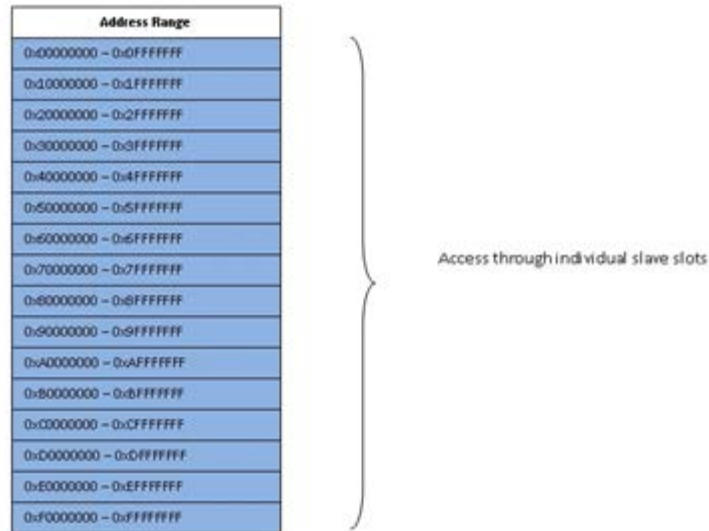 Address Range
0x00000000 – 0x0FFFFFFF
0x10000000 – 0x1FFFFFFF
0x20000000 – 0x2FFFFFFF
0x30000000 – 0x3FFFFFFF
0x40000000 – 0x4FFFFFFF
0x50000000 – 0x5FFFFFFF
0x60000000 – 0x6FFFFFFF
0x70000000 – 0x7FFFFFFF
0x80000000 – 0x8FFFFFFF
0x90000000 – 0x9FFFFFFF
0xA0000000 – 0xAFFFFFFF
0xB0000000 – 0xBFFFFFFF
0xC0000000 – 0xCFFFFFFF
0xD0000000 – 0xDFFFFFFF
0xE0000000 – 0xEFFFFFFF
0xF0000000 – 0xFFFFFFFF
Access through individual slave slots